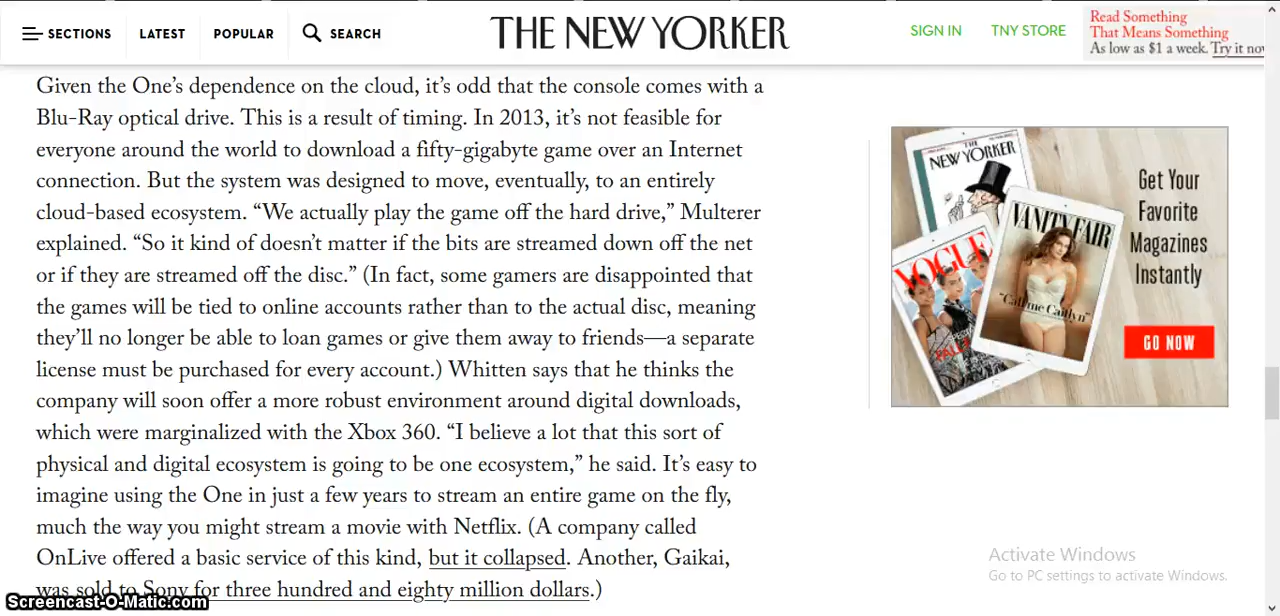 SECTIONS LATEST POPULAR SEARCH THE NEW YORKER SIGN IN TNY STORE
Read Something
That Means Something
As low as $1 a week. Try it now
Given the One’s dependence on the cloud, it’s odd that the console comes with a
Blu-Ray optical drive. This is a result of timing. In 2013, it’s not feasible for
everyone around the world to download a fifty-gigabyte game over an Internet
connection. But the system was designed to move, eventually, to an entirely
cloud-based ecosystem. “We actually play the game off the hard drive,” Multerer
explained. “So it kind of doesn’t matter if the bits are streamed down off the net
or if they are streamed off the disc.” (In fact, some gamers are disappointed that
the games will be tied to online accounts rather than to the actual disc, meaning
they’ll no longer be able to loan games or give them away to friends—a separate
license must be purchased for every account.) Whitten says that he thinks the
company will soon offer a more robust environment around digital downloads,
which were marginalized with the Xbox 360. “I believe a lot that this sort of
physical and digital ecosystem is going to be one ecosystem,” he said. It’s easy to
imagine using the One in just a few years to stream an entire game on the fly,
much the way you might stream a movie with Netflix. (A company called
OnLive offered a basic service of this kind, but it collapsed. Another, Gaikai,
was sold to Sony for three hundred and eighty million dollars.)
THE
NEW YORKER
VANITY FAIR
VOGUE
“Call me Caitlyn”
Get Your
Favorite
Magazines
Instantly
GO NOW
Activate Windows
Go to PC settings to activate Windows.
Screencast-O-Matic.com